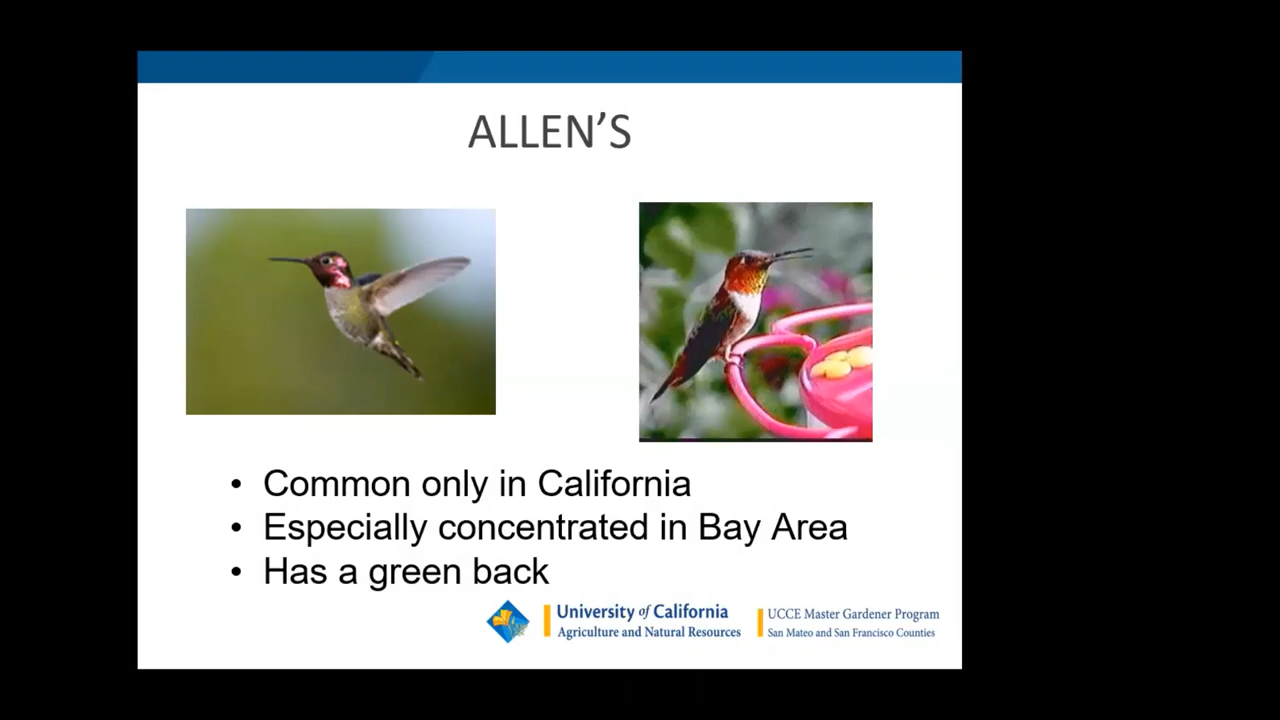 ALLEN’S
• Common only in California
• Especially concentrated in Bay Area
• Has a green back
University of California
Agriculture and Natural Resources
UCCE Master Gardener Program
San Mateo and San Francisco Counties